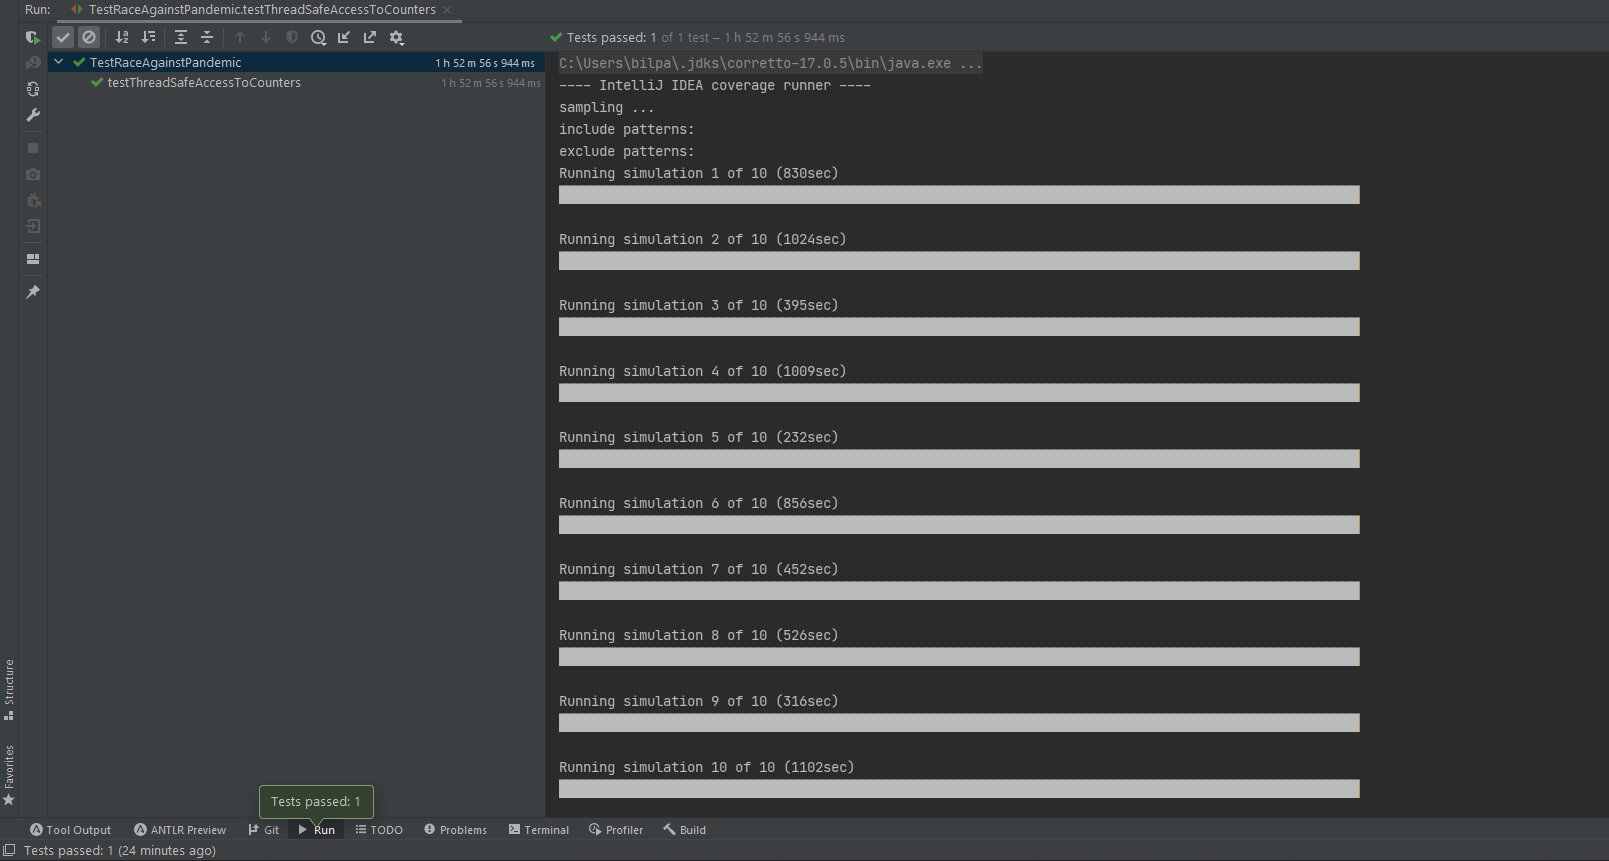 Run: TestRaceAgainstPandemic.testThreadSafeAccessToCounters
Tests passed: 1 of 1 test – 1 h 52 m 56 s 944 ms
TestRaceAgainstPandemic 1 h 52 m 56 s 944 ms
testThreadSafeAccessToCounters 1 h 52 m 56 s 944 ms
C:\Users\bilpa\.jdks\corretto-17.0.5\bin\java.exe ...
---- IntelliJ IDEA coverage runner ----
sampling ...
include patterns:
exclude patterns:
Running simulation 1 of 10 (830sec)
Running simulation 2 of 10 (1024sec)
Running simulation 3 of 10 (395sec)
Running simulation 4 of 10 (1009sec)
Running simulation 5 of 10 (232sec)
Running simulation 6 of 10 (856sec)
Running simulation 7 of 10 (452sec)
Running simulation 8 of 10 (526sec)
Running simulation 9 of 10 (316sec)
Running simulation 10 of 10 (1102sec)
Structure
Favorites
Tests passed: 1
Tool Output ANTLR Preview Git Run TODO Problems Terminal Profiler Build
Tests passed: 1 (24 minutes ago)